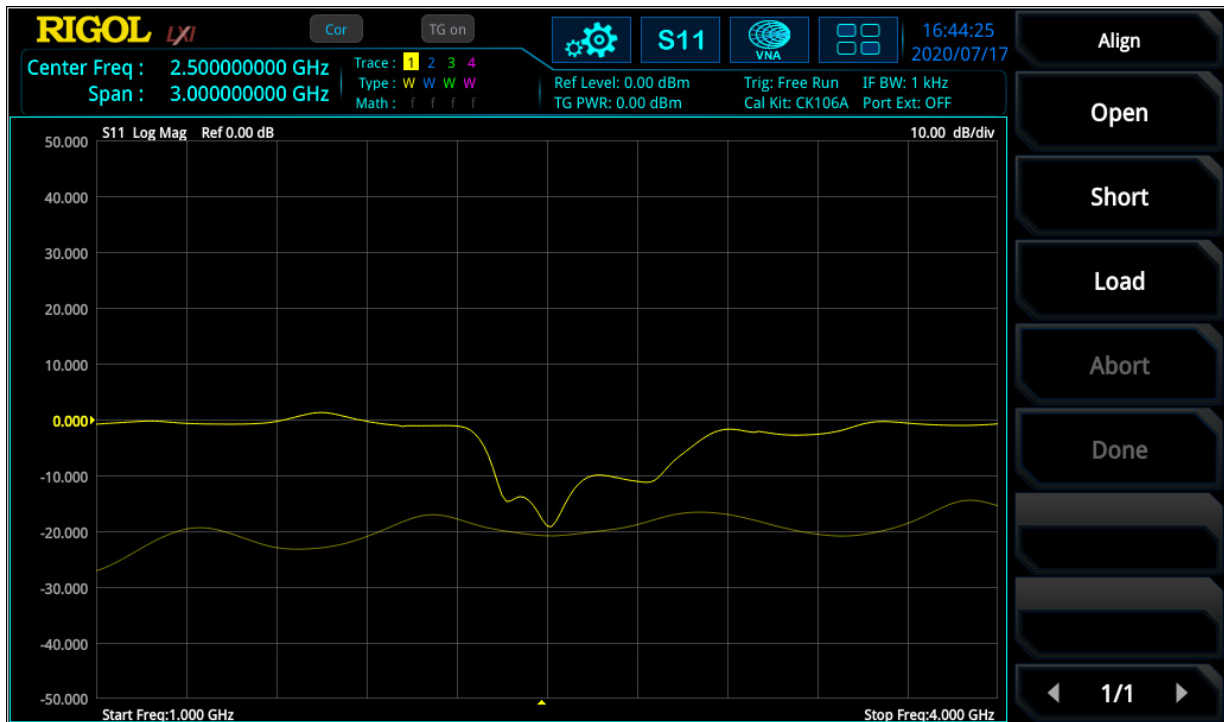 RIGOL LXI
Cor
TG on
S11
VNA
16:44:25
2020/07/17
Center Freq : 2.500000000 GHz
Span : 3.000000000 GHz
Trace : 1 2 3 4
Type : W W W W
Math : f f f f
Ref Level: 0.00 dBm
TG PWR: 0.00 dBm
Trig: Free Run
Cal Kit: CK106A
IF BW: 1 kHz
Port Ext: OFF
S11 Log Mag Ref 0.00 dB
10.00 dB/div
50.000
40.000
30.000
20.000
10.000
0.000
-10.000
-20.000
-30.000
-40.000
-50.000
Start Freq:1.000 GHz
Stop Freq:4.000 GHz
Align
Open
Short
Load
Abort
Done
1/1